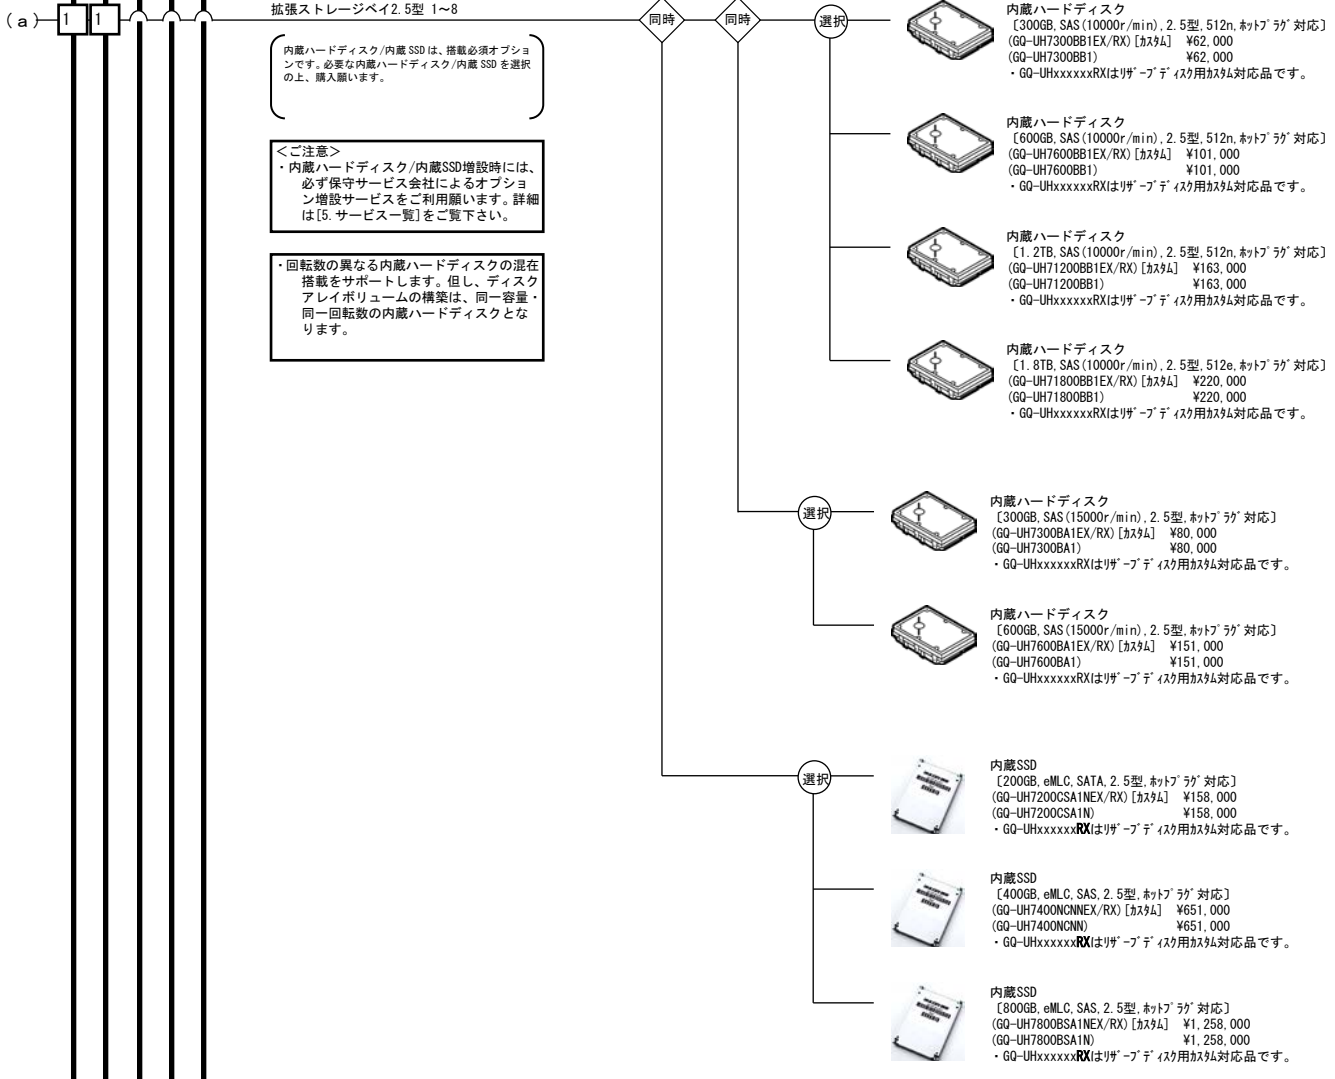 (a) 1 1
拡張ストレージベイ2.5型 1~8
内蔵ハードディスク/内蔵 SSD は、搭載必須オプショ
ンです。必要な内蔵ハードディスク/内蔵 SSD を選択
の上、購入願います。
<ご注意>
・内蔵ハードディスク/内蔵SSD増設時には、
必ず保守サービス会社によるオプショ
ン増設サービスをご利用願います。詳細
は[5.サービス一覧]をご覧下さい。
・回転数の異なる内蔵ハードディスクの混在
搭載をサポートします。但し、ディスク
アレイボリュームの構築は、同一容量・
同一回転数の内蔵ハードディスクとな
ります。
同時
同時
選択
内蔵ハードディスク
〔300GB,SAS(10000r/min),2.5型,512n,ホットプラグ対応〕
(GQ-UH7300BB1EX/RX)[カスタム] ¥62,000
(GQ-UH7300BB1) ¥62,000
・GQ-UHxxxxxxRXはリザーブディスク用カスタム対応品です。
内蔵ハードディスク
〔600GB,SAS(10000r/min),2.5型,512n,ホットプラグ対応〕
(GQ-UH7600BB1EX/RX)[カスタム] ¥101,000
(GQ-UH7600BB1) ¥101,000
・GQ-UHxxxxxxRXはリザーブディスク用カスタム対応品です。
内蔵ハードディスク
〔1.2TB,SAS(10000r/min),2.5型,512n,ホットプラグ対応〕
(GQ-UH71200BB1EX/RX)[カスタム] ¥163,000
(GQ-UH71200BB1) ¥163,000
・GQ-UHxxxxxxRXはリザーブディスク用カスタム対応品です。
内蔵ハードディスク
〔1.8TB,SAS(10000r/min),2.5型,512e,ホットプラグ対応〕
(GQ-UH71800BB1EX/RX)[カスタム] ¥220,000
(GQ-UH71800BB1) ¥220,000
・GQ-UHxxxxxxRXはリザーブディスク用カスタム対応品です。
選択
内蔵ハードディスク
〔300GB,SAS(15000r/min),2.5型,ホットプラグ対応〕
(GQ-UH7300BA1EX/RX)[カスタム] ¥80,000
(GQ-UH7300BA1) ¥80,000
・GQ-UHxxxxxxRXはリザーブディスク用カスタム対応品です。
内蔵ハードディスク
〔600GB,SAS(15000r/min),2.5型,ホットプラグ対応〕
(GQ-UH7600BA1EX/RX)[カスタム] ¥151,000
(GQ-UH7600BA1) ¥151,000
・GQ-UHxxxxxxRXはリザーブディスク用カスタム対応品です。
選択
内蔵SSD
〔200GB,eMLC,SATA,2.5型,ホットプラグ対応〕
(GQ-UH7200CSA1NEX/RX)[カスタム] ¥158,000
(GQ-UH7200CSA1N) ¥158,000
・GQ-UHxxxxxxRXはリザーブディスク用カスタム対応品です。
内蔵SSD
〔400GB,eMLC,SAS,2.5型,ホットプラグ対応〕
(GQ-UH7400NCNNEX/RX)[カスタム] ¥651,000
(GQ-UH7400NCNN) ¥651,000
・GQ-UHxxxxxxRXはリザーブディスク用カスタム対応品です。
内蔵SSD
〔800GB,eMLC,SAS,2.5型,ホットプラグ対応〕
(GQ-UH7800BSA1NEX/RX)[カスタム] ¥1,258,000
(GQ-UH7800BSA1N) ¥1,258,000
・GQ-UHxxxxxxRXはリザーブディスク用カスタム対応品です。